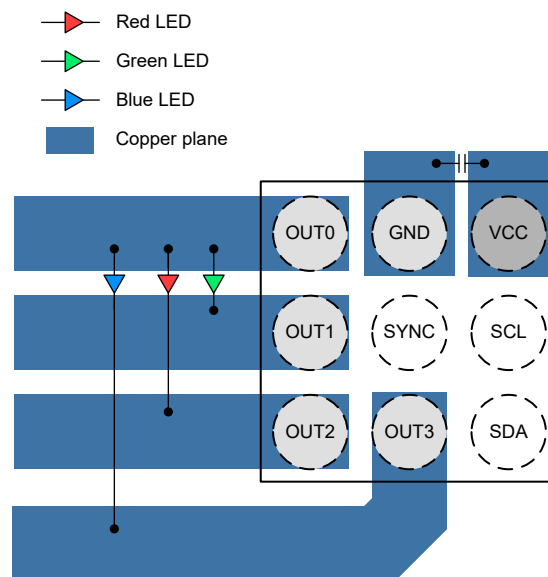 Red LED
Green LED
Blue LED
Copper plane
OUT0 GND VCC
OUT1 SYNC SCL
OUT2 OUT3 SDA